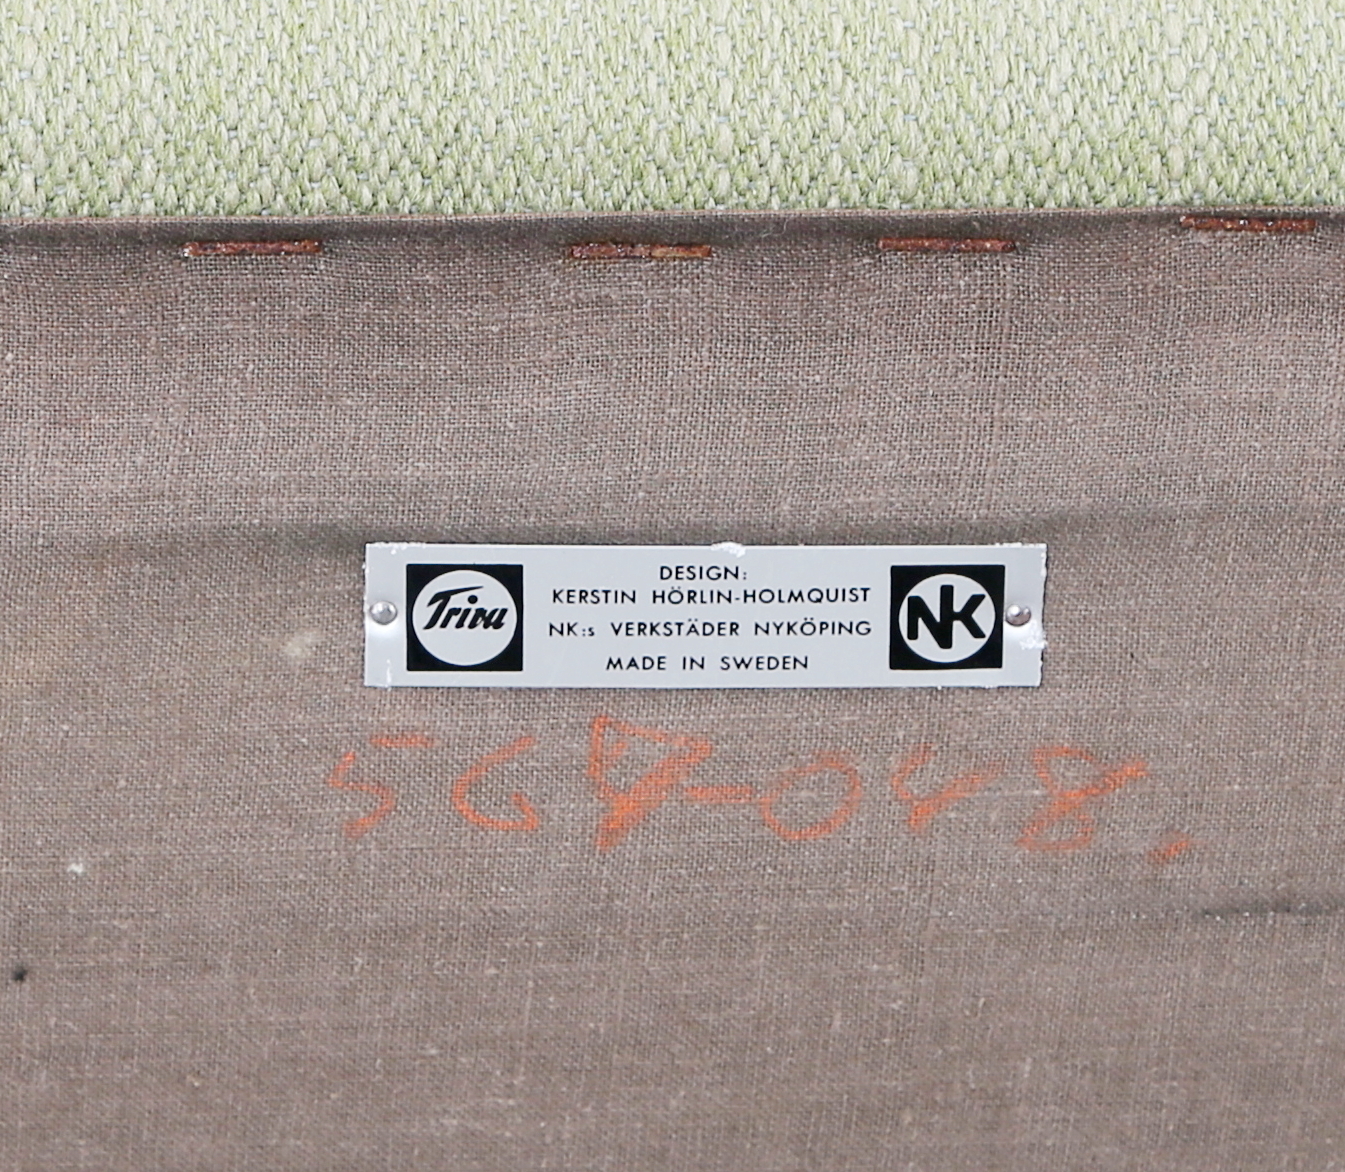 Triva
DESIGN:
KERSTIN HÖRLIN-HOLMQUIST
NK:s VERKSTÄDER NYKÖPING
MADE IN SWEDEN
NK